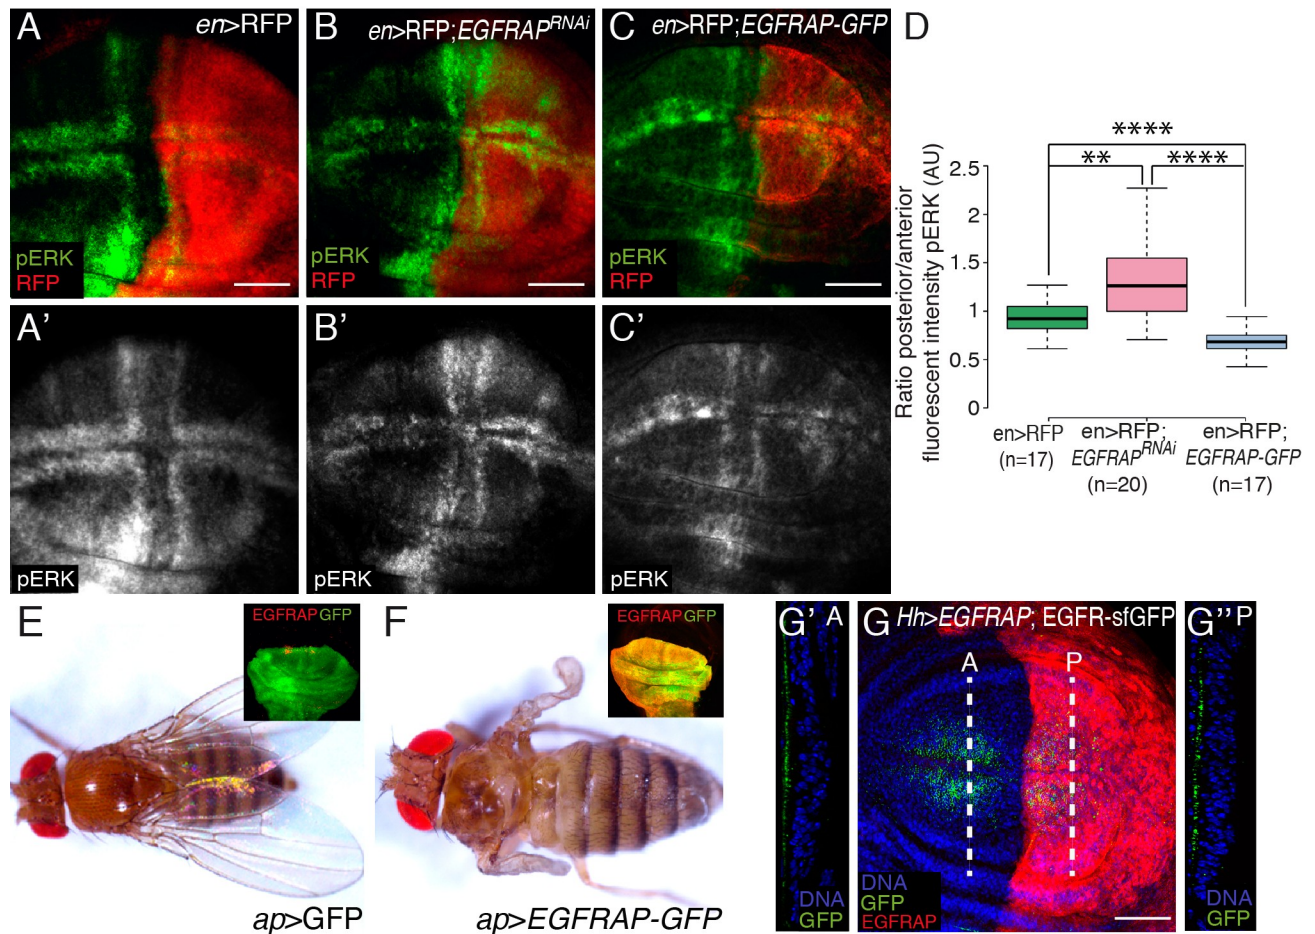 A
en>RFP
pERK
RFP
B
en>RFP;EGFRAP^RNAi
pERK
RFP
C
en>RFP;EGFRAP-GFP
pERK
RFP
D
Ratio posterior/anterior
fluorescent intensity pERK (AU)
****
**
****
2.5
2
1.5
1
0.5
0
en>RFP
(n=17)
en>RFP;
EGFRAP^RNAi
(n=20)
en>RFP;
EGFRAP-GFP
(n=17)
A'
pERK
B'
pERK
C'
pERK
E
EGFRAP GFP
ap>GFP
F
EGFRAP GFP
ap>EGFRAP-GFP
G' A
DNA
GFP
G Hh>EGFRAP; EGFR-sfGFP
A
P
DNA
GFP
EGFRAP
G'' P
DNA
GFP